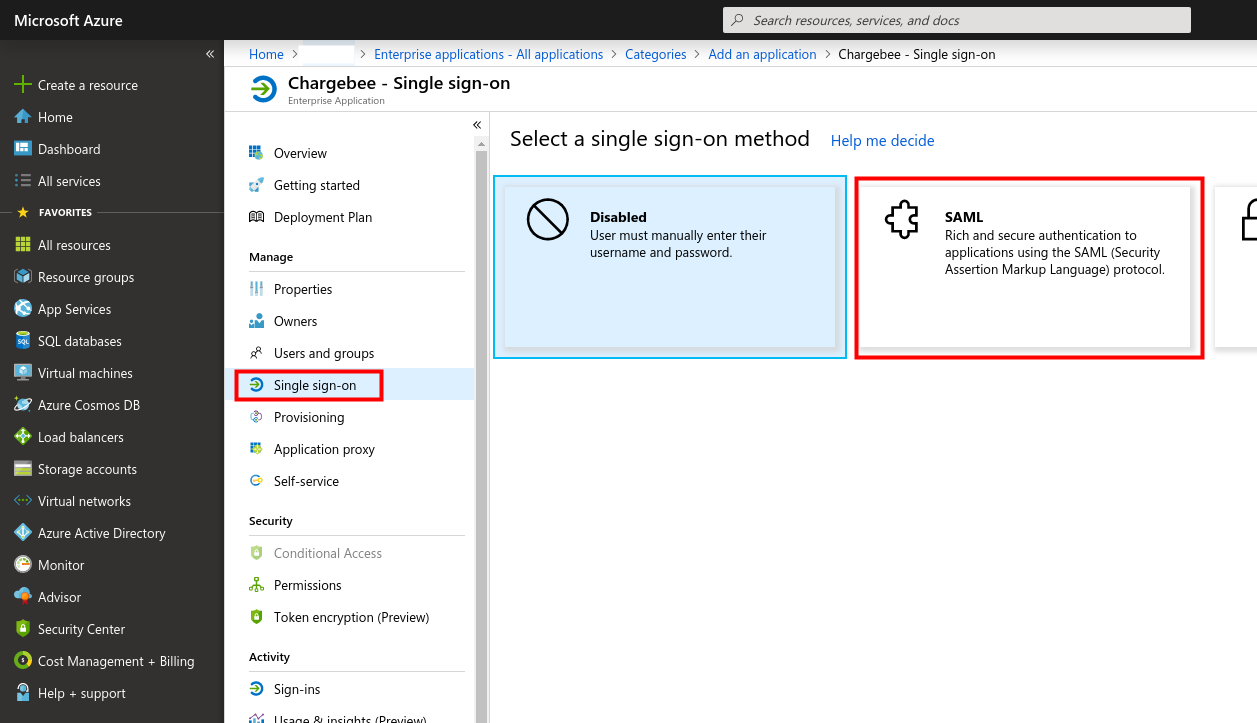 Microsoft Azure
Search resources, services, and docs
Home > > Enterprise applications - All applications > Categories > Add an application > Chargebee - Single sign-on
Chargebee - Single sign-on
Enterprise Application
Create a resource
Home
Dashboard
All services
FAVORITES
All resources
Resource groups
App Services
SQL databases
Virtual machines
Azure Cosmos DB
Load balancers
Storage accounts
Virtual networks
Azure Active Directory
Monitor
Advisor
Security Center
Cost Management + Billing
Help + support
Overview
Getting started
Deployment Plan
Manage
Properties
Owners
Users and groups
Single sign-on
Provisioning
Application proxy
Self-service
Security
Conditional Access
Permissions
Token encryption (Preview)
Activity
Sign-ins
Usage & insights (Preview)
Select a single sign-on method Help me decide
Disabled
User must manually enter their
username and password.
SAML
Rich and secure authentication to
applications using the SAML (Security
Assertion Markup Language) protocol.